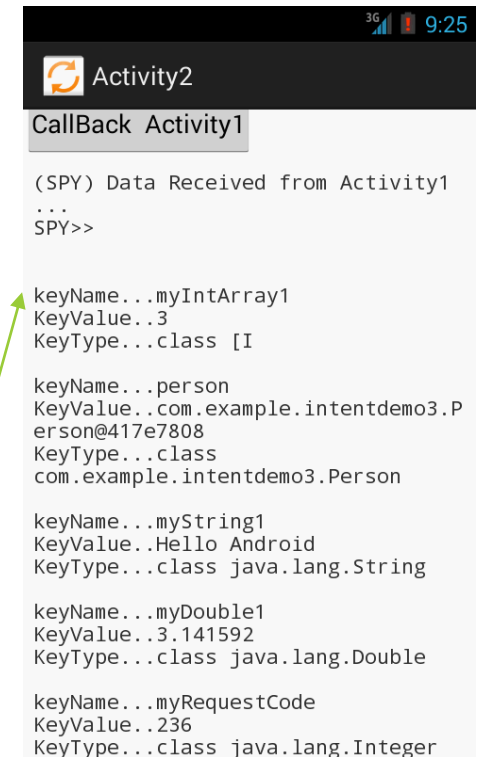 3G 9:25
Activity2
CallBack Activity1
(SPY) Data Received from Activity1
...
SPY>>
keyName...myIntArray1
KeyValue..3
KeyType...class [I
keyName...person
KeyValue..com.example.intentdemo3.P
erson@417e7808
KeyType...class
com.example.intentdemo3.Person
keyName...myString1
KeyValue..Hello Android
KeyType...class java.lang.String
keyName...myDouble1
KeyValue..3.141592
KeyType...class java.lang.Double
keyName...myRequestCode
KeyValue..236
KeyType...class java.lang.Integer